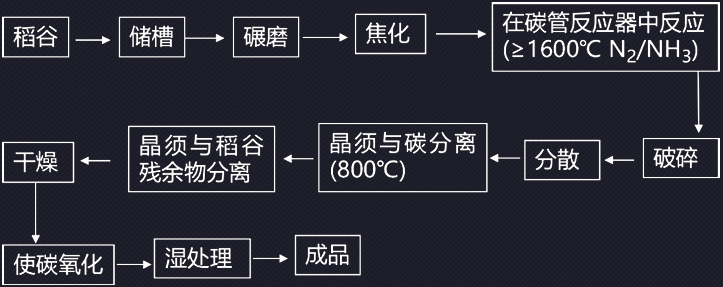 稻谷
储槽
碾磨
焦化
在碳管反应器中反应
(≥1600℃ N₂/NH₃)
破碎
分散
晶须与碳分离
(800℃)
晶须与稻谷
残余物分离
干燥
使碳氧化
湿处理
成品